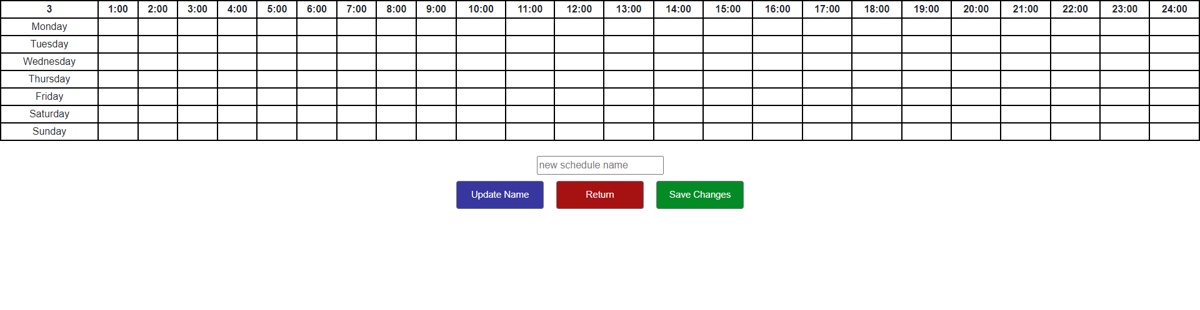 3 1:00 2:00 3:00 4:00 5:00 6:00 7:00 8:00 9:00 10:00 11:00 12:00 13:00 14:00 15:00 16:00 17:00 18:00 19:00 20:00 21:00 22:00 23:00 24:00
Monday
Tuesday
Wednesday
Thursday
Friday
Saturday
Sunday
new schedule name
Update Name Return Save Changes